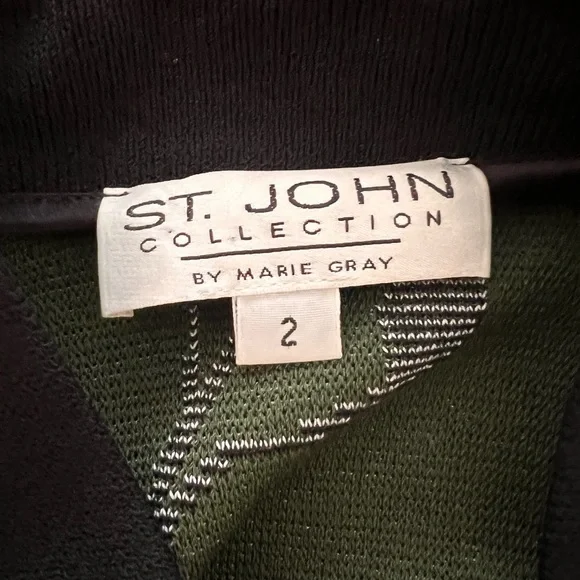 ST. JOHN
COLLECTION
BY MARIE GRAY
2